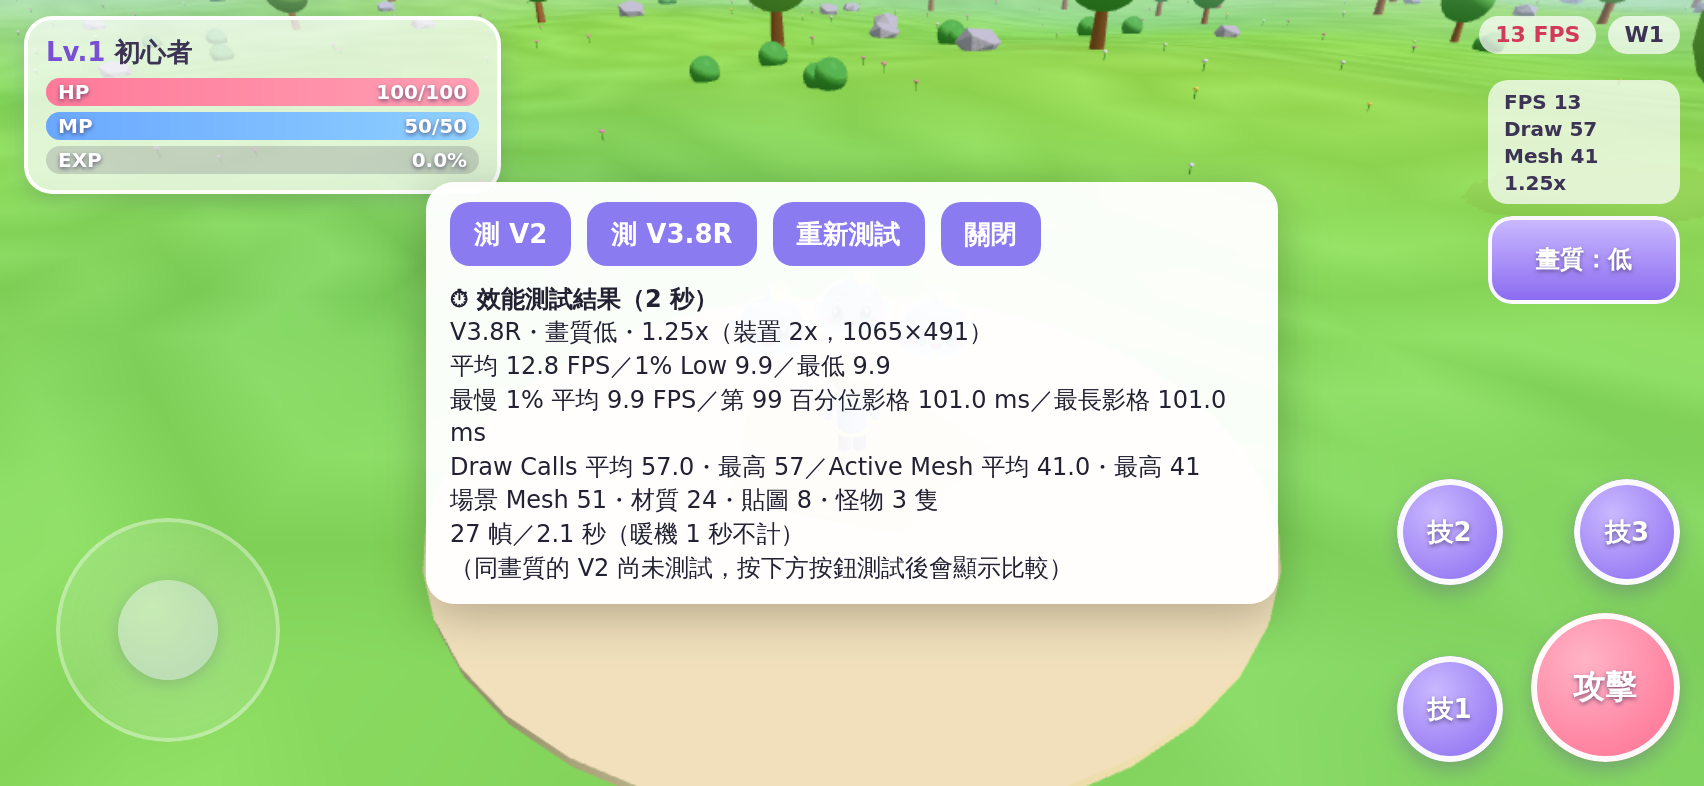 Lv.1 初心者
HP 100/100
MP 50/50
EXP 0.0%
13 FPS W1
FPS 13
Draw 57
Mesh 41
1.25x
畫質：低
測 V2 測 V3.8R 重新測試 關閉
⏱ 效能測試結果（2 秒）
V3.8R・畫質低・1.25x（裝置 2x，1065×491）
平均 12.8 FPS／1% Low 9.9／最低 9.9
最慢 1% 平均 9.9 FPS／第 99 百分位影格 101.0 ms／最長影格 101.0
ms
Draw Calls 平均 57.0・最高 57／Active Mesh 平均 41.0・最高 41
場景 Mesh 51・材質 24・貼圖 8・怪物 3 隻
27 幀／2.1 秒（暖機 1 秒不計）
（同畫質的 V2 尚未測試，按下方按鈕測試後會顯示比較）
技2 技3
技1 攻擊